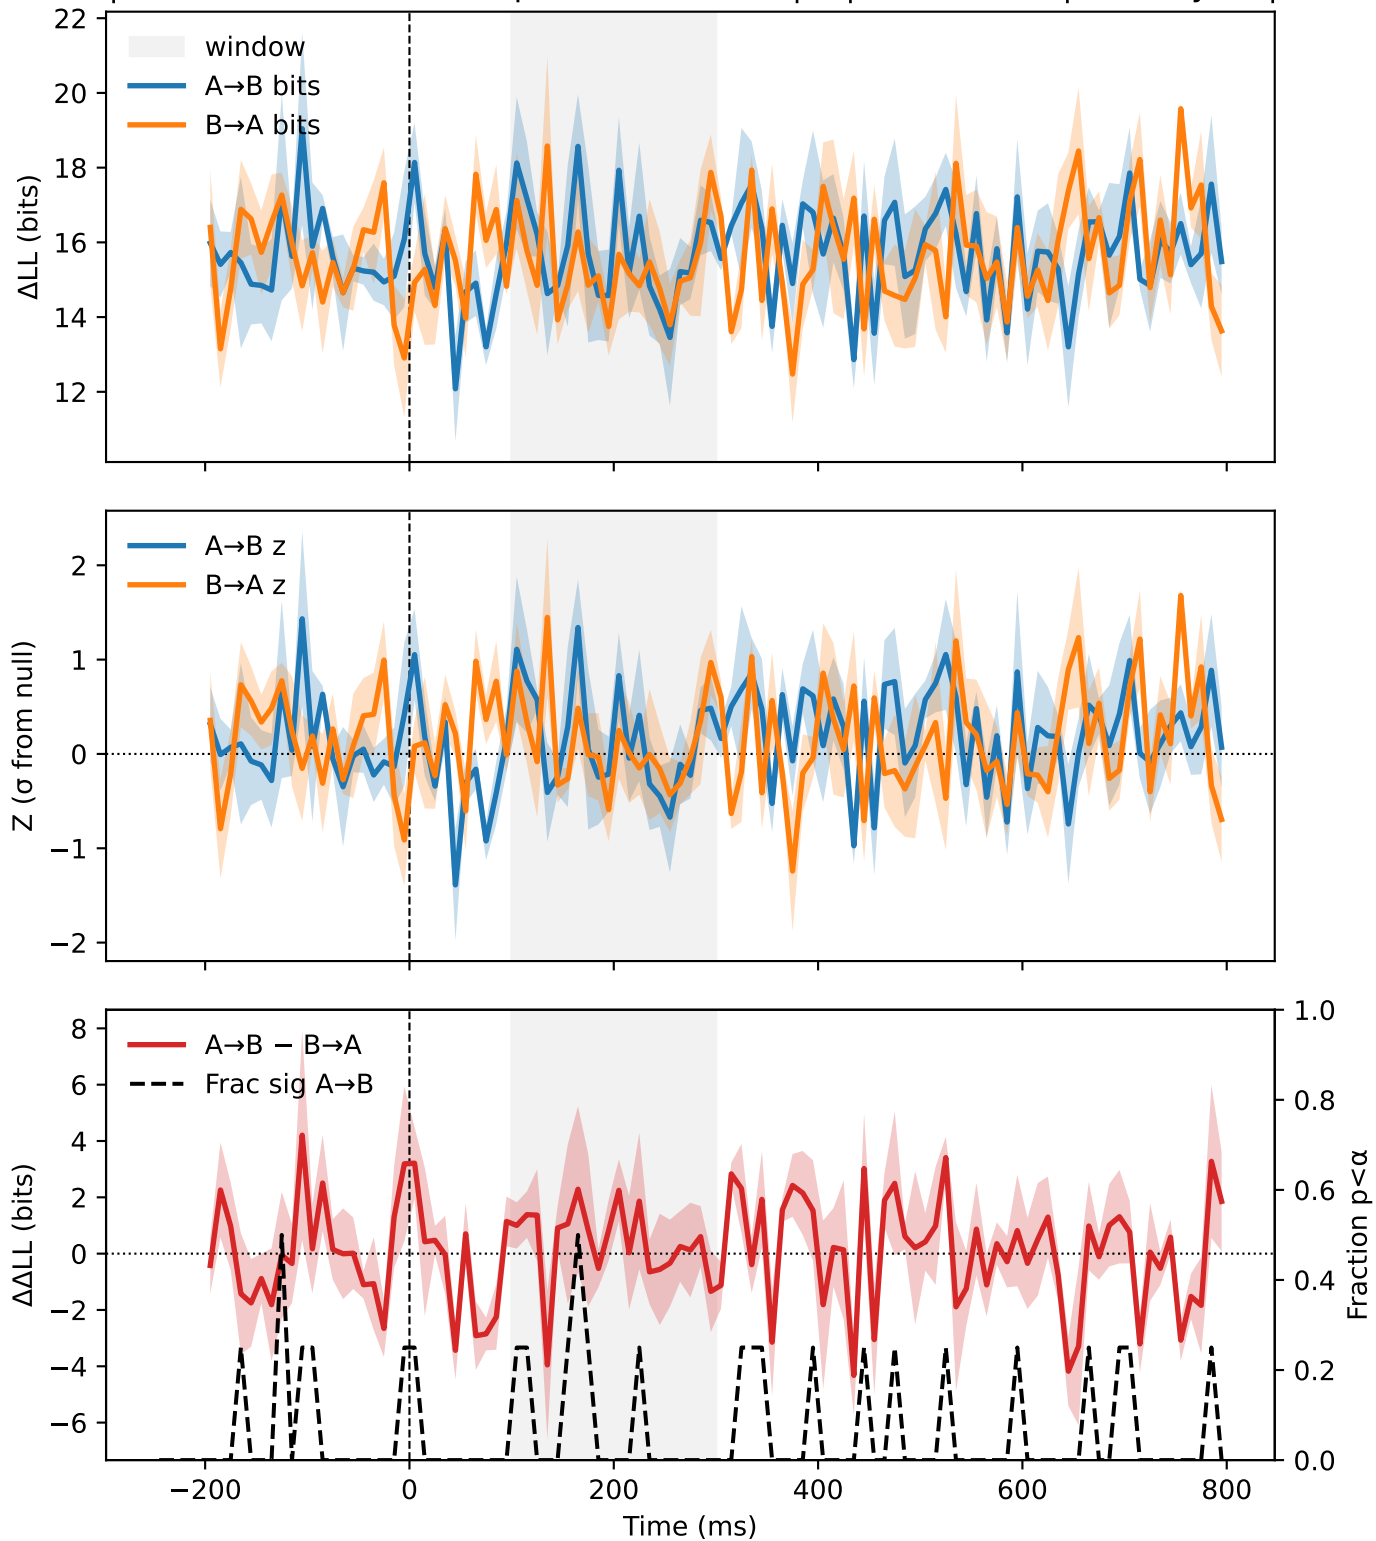 22
20
18
16
14
12
ΔLL (bits)
window
A→B bits
B→A bits
2
1
0
−1
−2
Z (σ from null)
A→B z
B→A z
8
6
4
2
0
−2
−4
−6
ΔΔLL (bits)
A→B − B→A
Frac sig A→B
1.0
0.8
0.6
0.4
0.2
0.0
Fraction p<α
−200
0
200
400
600
800
Time (ms)